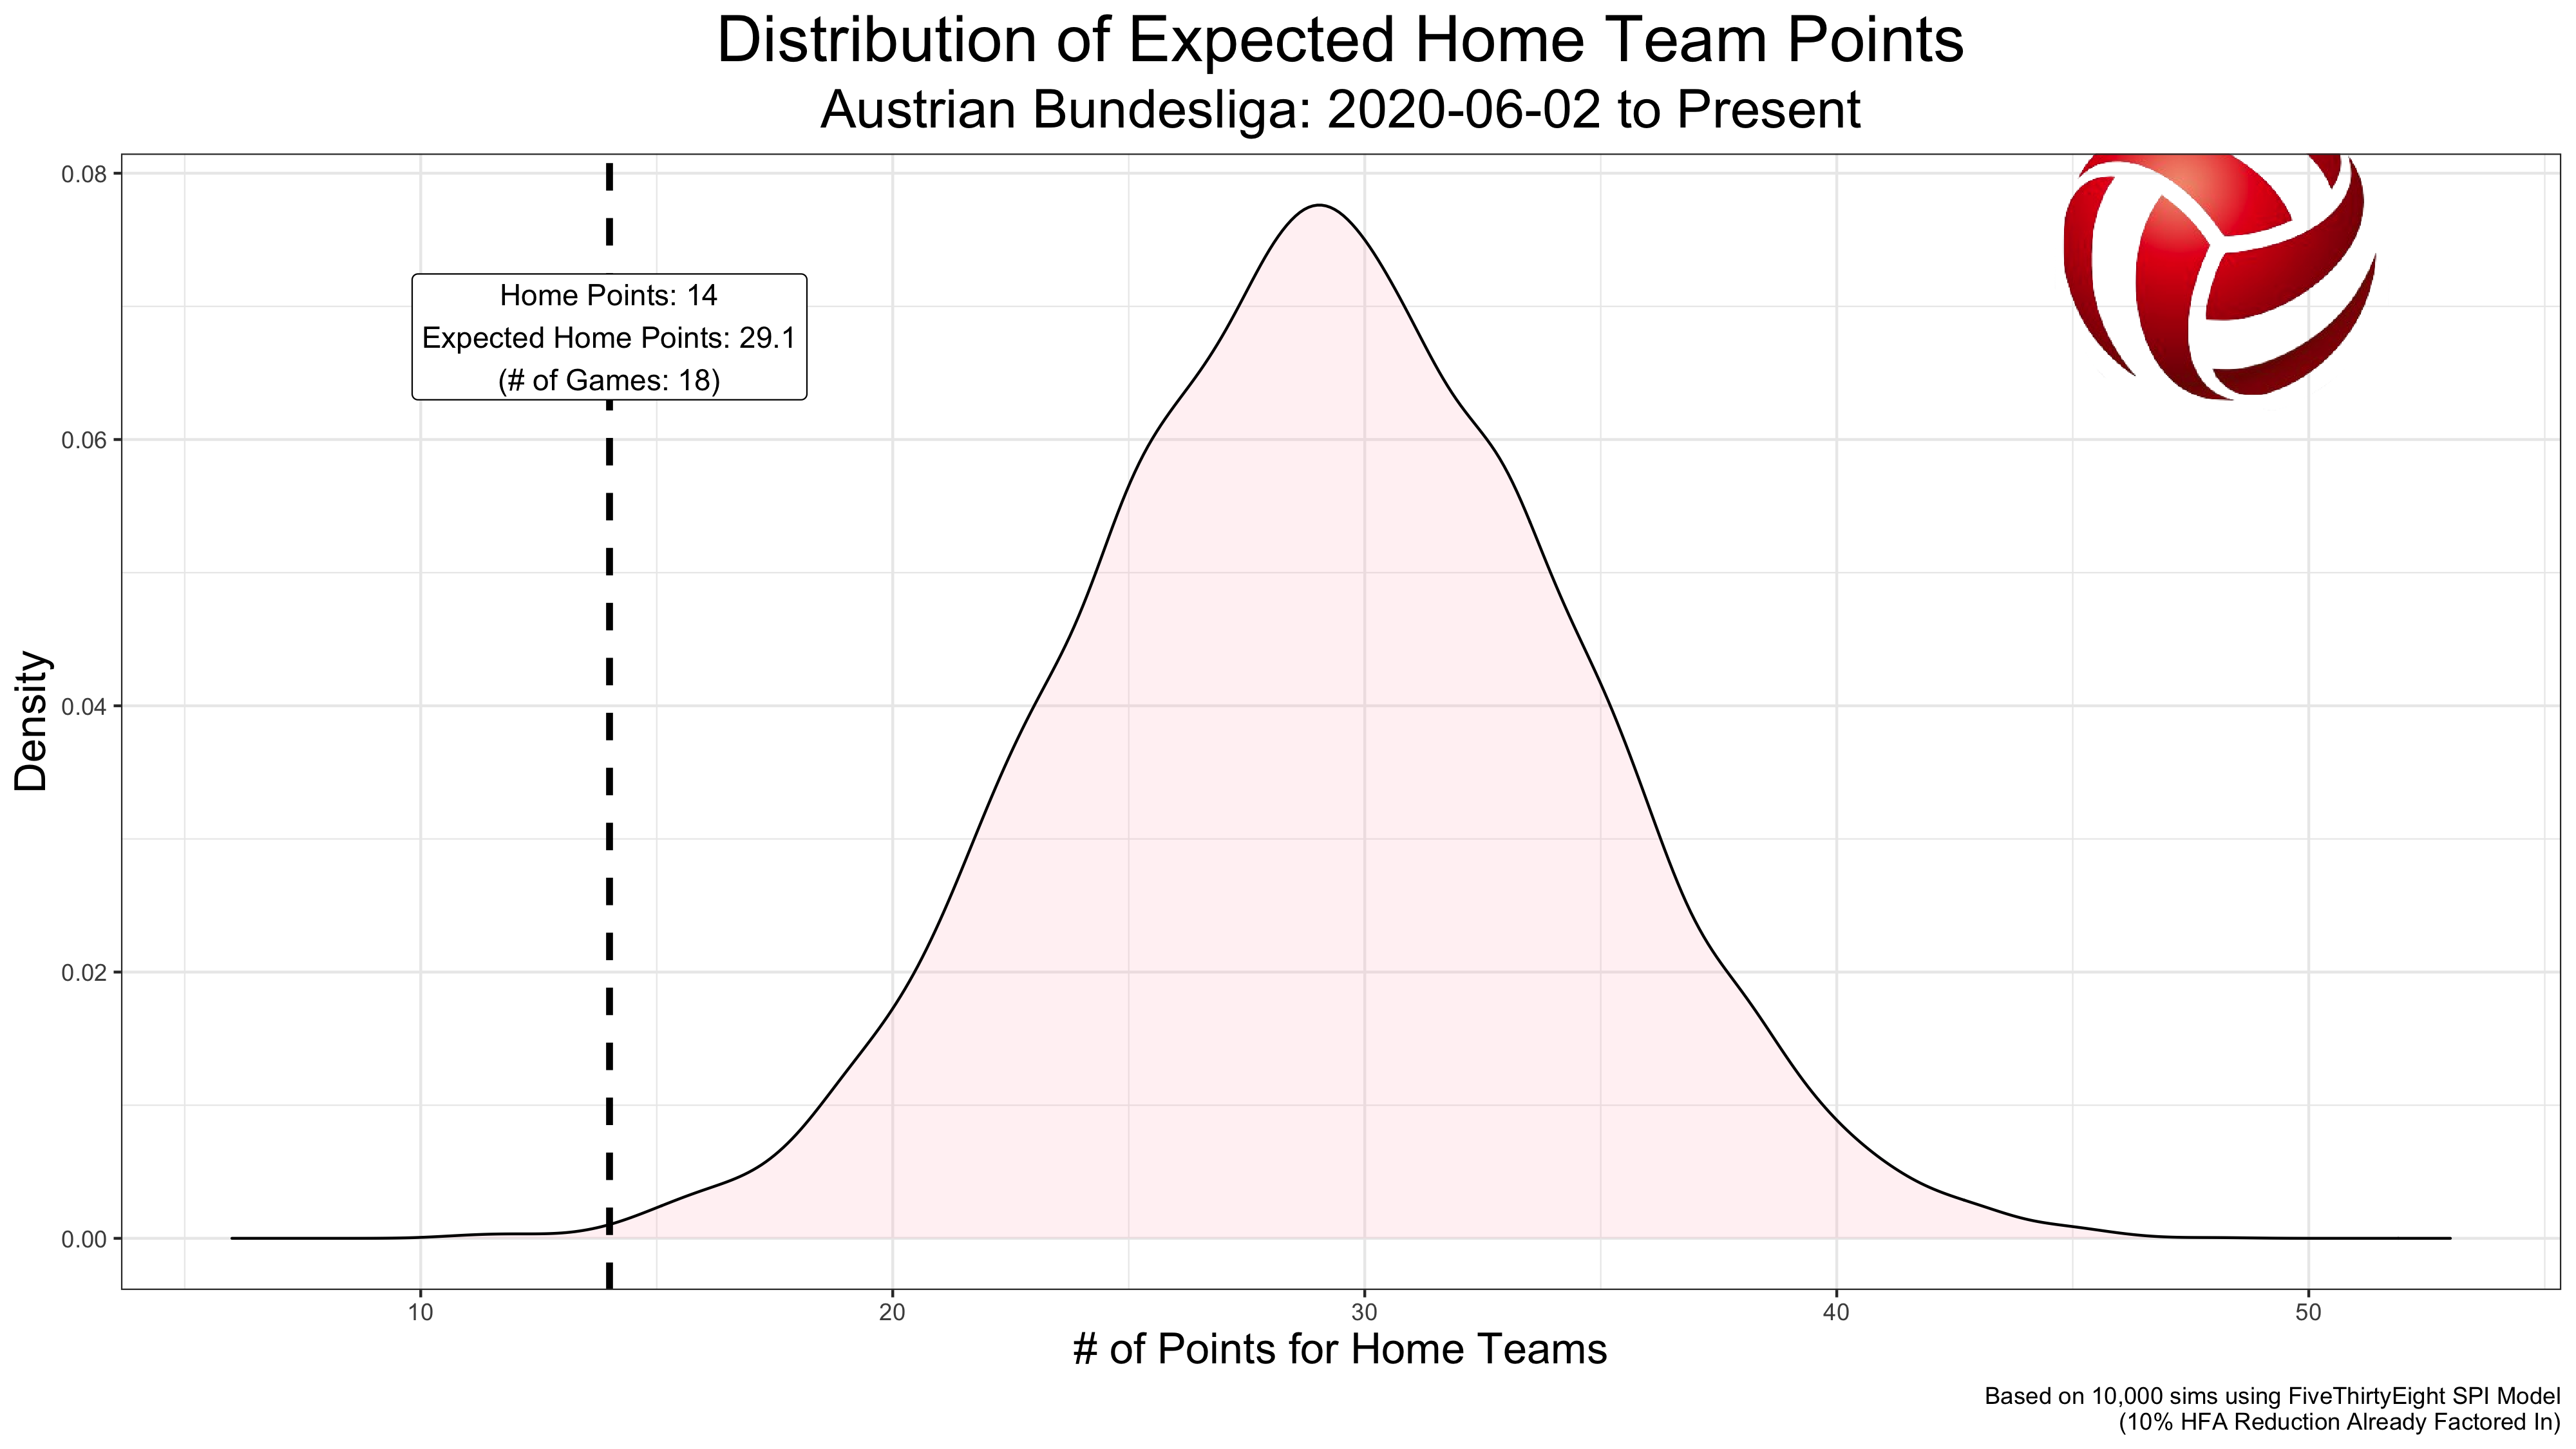 Distribution of Expected Home Team Points
Austrian Bundesliga: 2020-06-02 to Present
0.08
Home Points: 14
Expected Home Points: 29.1
(# of Games: 18)
0.06
0.04
0.02
0.00
Density
10 20 30 40 50
# of Points for Home Teams
Based on 10,000 sims using FiveThirtyEight SPI Model
(10% HFA Reduction Already Factored In)